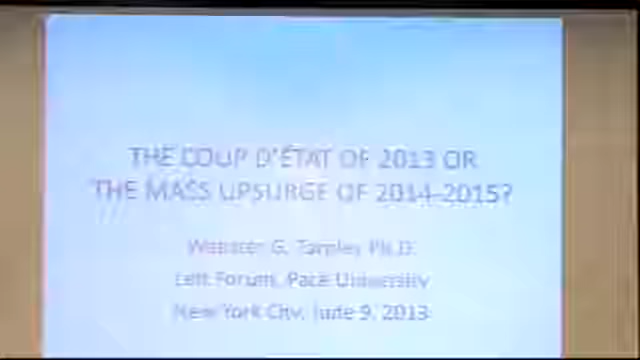 THE COUP D'ÉTAT OF 2013 OR
THE MASS UPSURGE OF 2014-2015?
Webster G. Tarpley Ph.D.
Left Forum, Pace University
New York City, June 9, 2013